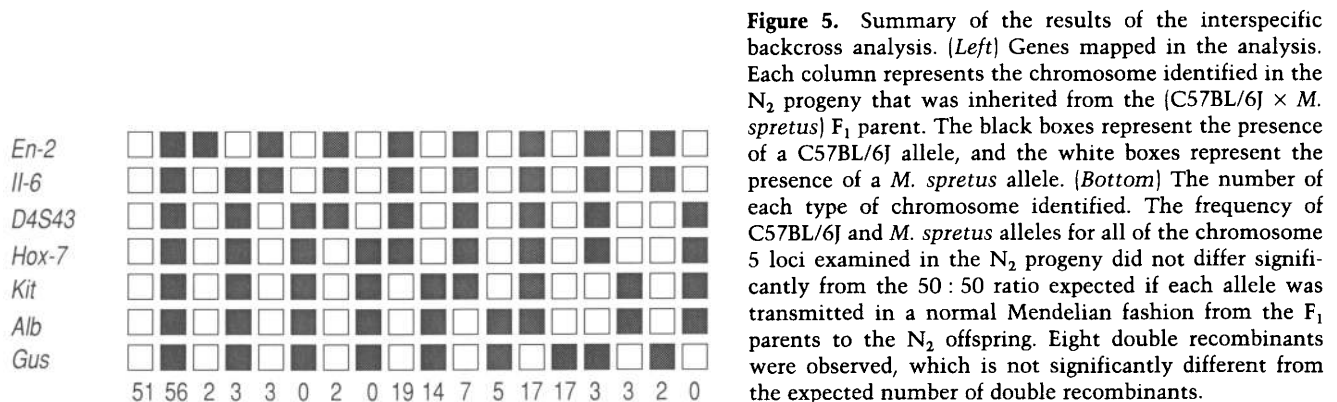 En-2
Il-6
D4S43
Hox-7
Kit
Alb
Gus
51 56 2 3 3 0 2 0 19 14 7 5 17 17 3 3 2 0
Figure 5. Summary of the results of the interspecific
backcross analysis. (Left) Genes mapped in the analysis.
Each column represents the chromosome identified in the
N2 progeny that was inherited from the (C57BL/6J × M.
spretus) F1 parent. The black boxes represent the presence
of a C57BL/6J allele, and the white boxes represent the
presence of a M. spretus allele. (Bottom) The number of
each type of chromosome identified. The frequency of
C57BL/6J and M. spretus alleles for all of the chromosome
5 loci examined in the N2 progeny did not differ signifi-
cantly from the 50 : 50 ratio expected if each allele was
transmitted in a normal Mendelian fashion from the F1
parents to the N2 offspring. Eight double recombinants
were observed, which is not significantly different from
the expected number of double recombinants.